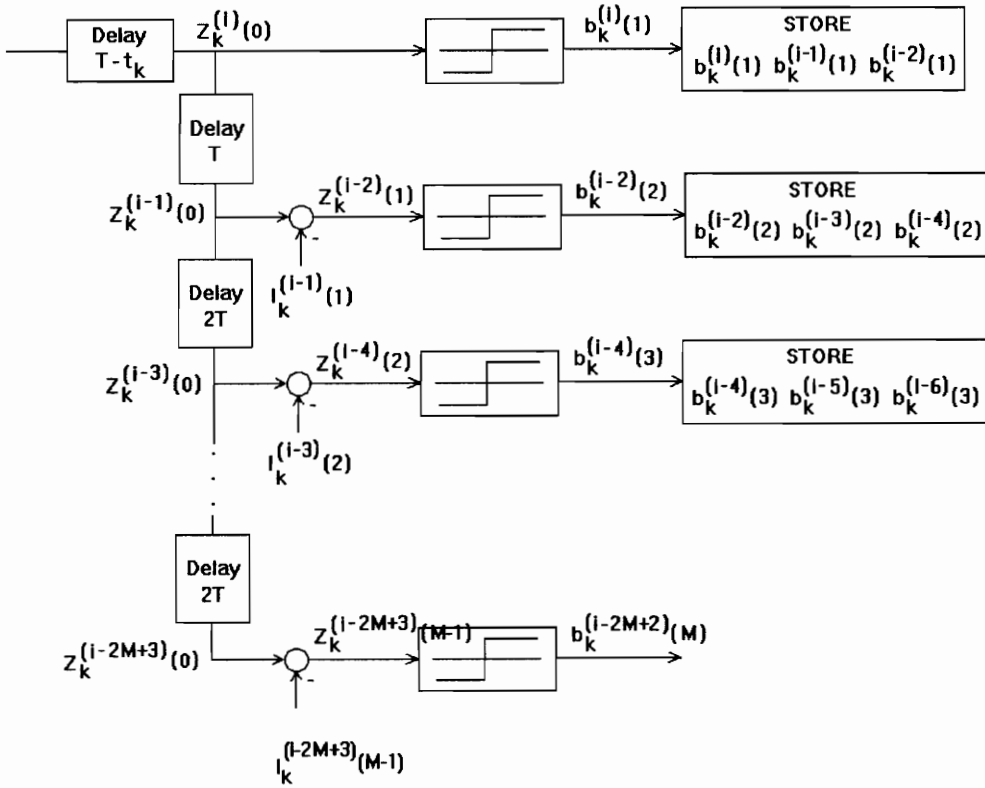 Delay
T-t_k
Z_k^(i)(0)
b_k^(i)(1)
STORE
b_k^(i)(1) b_k^(i-1)(1) b_k^(i-2)(1)
Delay
T
Z_k^(i-1)(0)
Z_k^(i-2)(1)
b_k^(i-2)(2)
STORE
b_k^(i-2)(2) b_k^(i-3)(2) b_k^(i-4)(2)
-
I_k^(i-1)(1)
Delay
2T
Z_k^(i-3)(0)
Z_k^(i-4)(2)
b_k^(i-4)(3)
STORE
b_k^(i-4)(3) b_k^(i-5)(3) b_k^(i-6)(3)
-
I_k^(i-3)(2)
Delay
2T
Z_k^(i-2M+3)(0)
Z_k^(i-2M+3)(M-1)
b_k^(i-2M+2)(M)
-
I_k^(i-2M+3)(M-1)